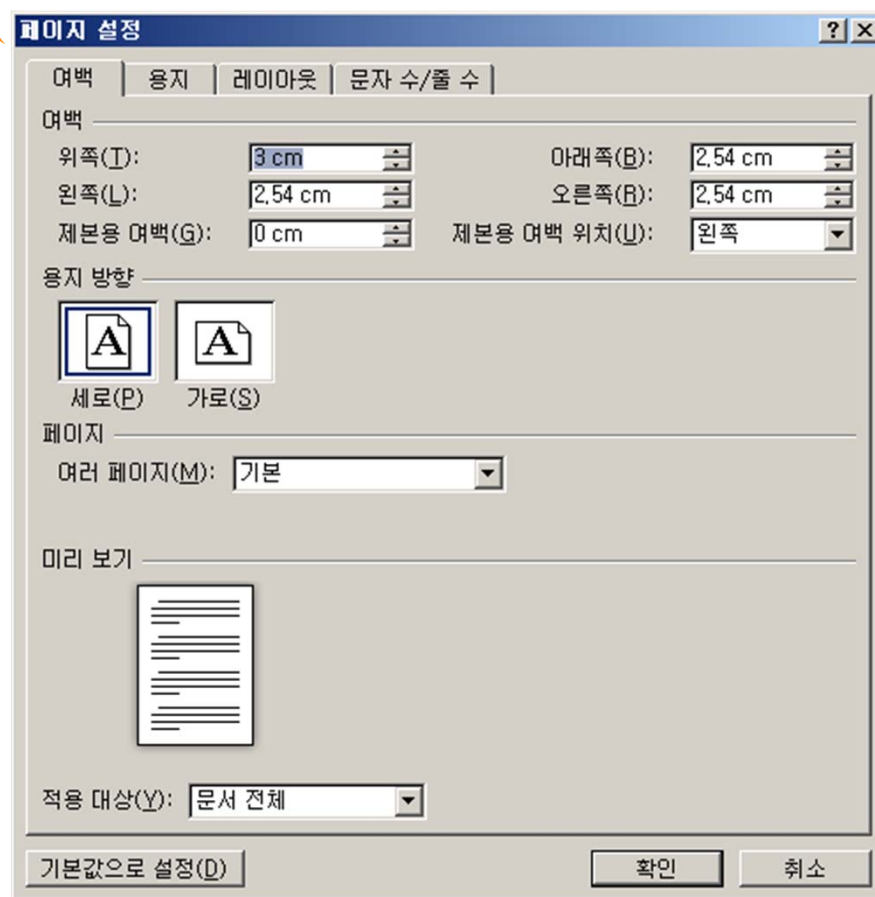 페이지 설정
여백 용지 레이아웃 문자 수/줄 수
여백
위쪽(T): 3 cm 아래쪽(B): 2,54 cm
왼쪽(L): 2,54 cm 오른쪽(R): 2,54 cm
제본용 여백(G): 0 cm 제본용 여백 위치(U): 왼쪽
용지 방향
A A
세로(P) 가로(S)
페이지
여러 페이지(M): 기본
미리 보기
적용 대상(Y): 문서 전체
기본값으로 설정(D) 확인 취소